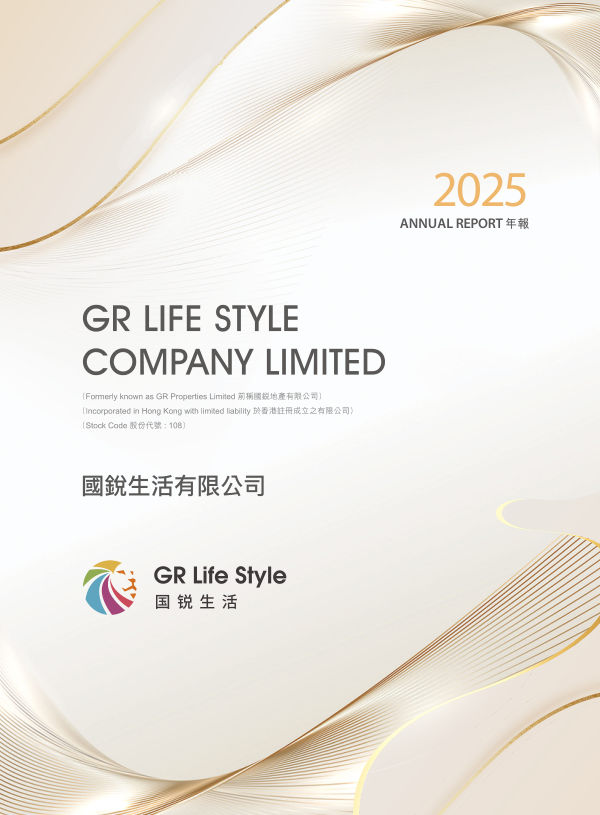 2025
ANNUAL REPORT 年報
GR LIFE STYLE
COMPANY LIMITED
(Formerly known as GR Properties Limited 前稱國銳地產有限公司)
(Incorporated in Hong Kong with limited liability 於香港註冊成立之有限公司)
(Stock Code 股份代號 : 108)
國銳生活有限公司
GR Life Style
国锐生活